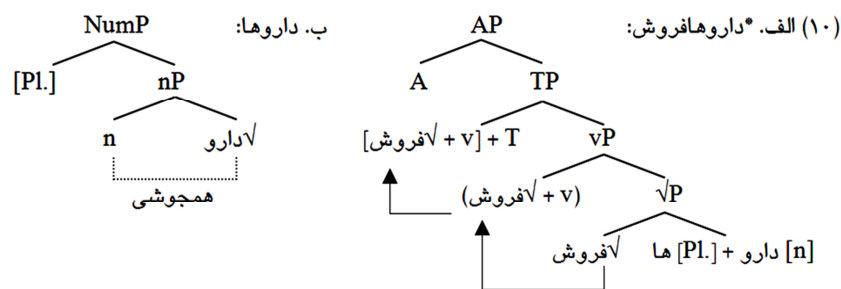 (۱۰) الف. *داروهافروش: ب. داروها:
AP
NumP
A TP
[Pl.] nP
[√فروش + v] + T vP
n √دارو
همجوشی
(√فروش + v) √P
√فروش [n] دارو + [Pl.] ها